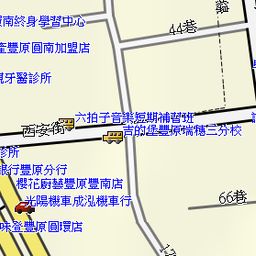 南終身學習中心
44巷
豐原圓南加盟店
牙醫診所
六拍子音樂短期補習班
西安街
吉的堡豐原瑞穗三分校
診所
銀行豐原分行
櫻花廚藝豐原豐南店
光陽機車成泓機車行
66巷
味登豐原圓環店